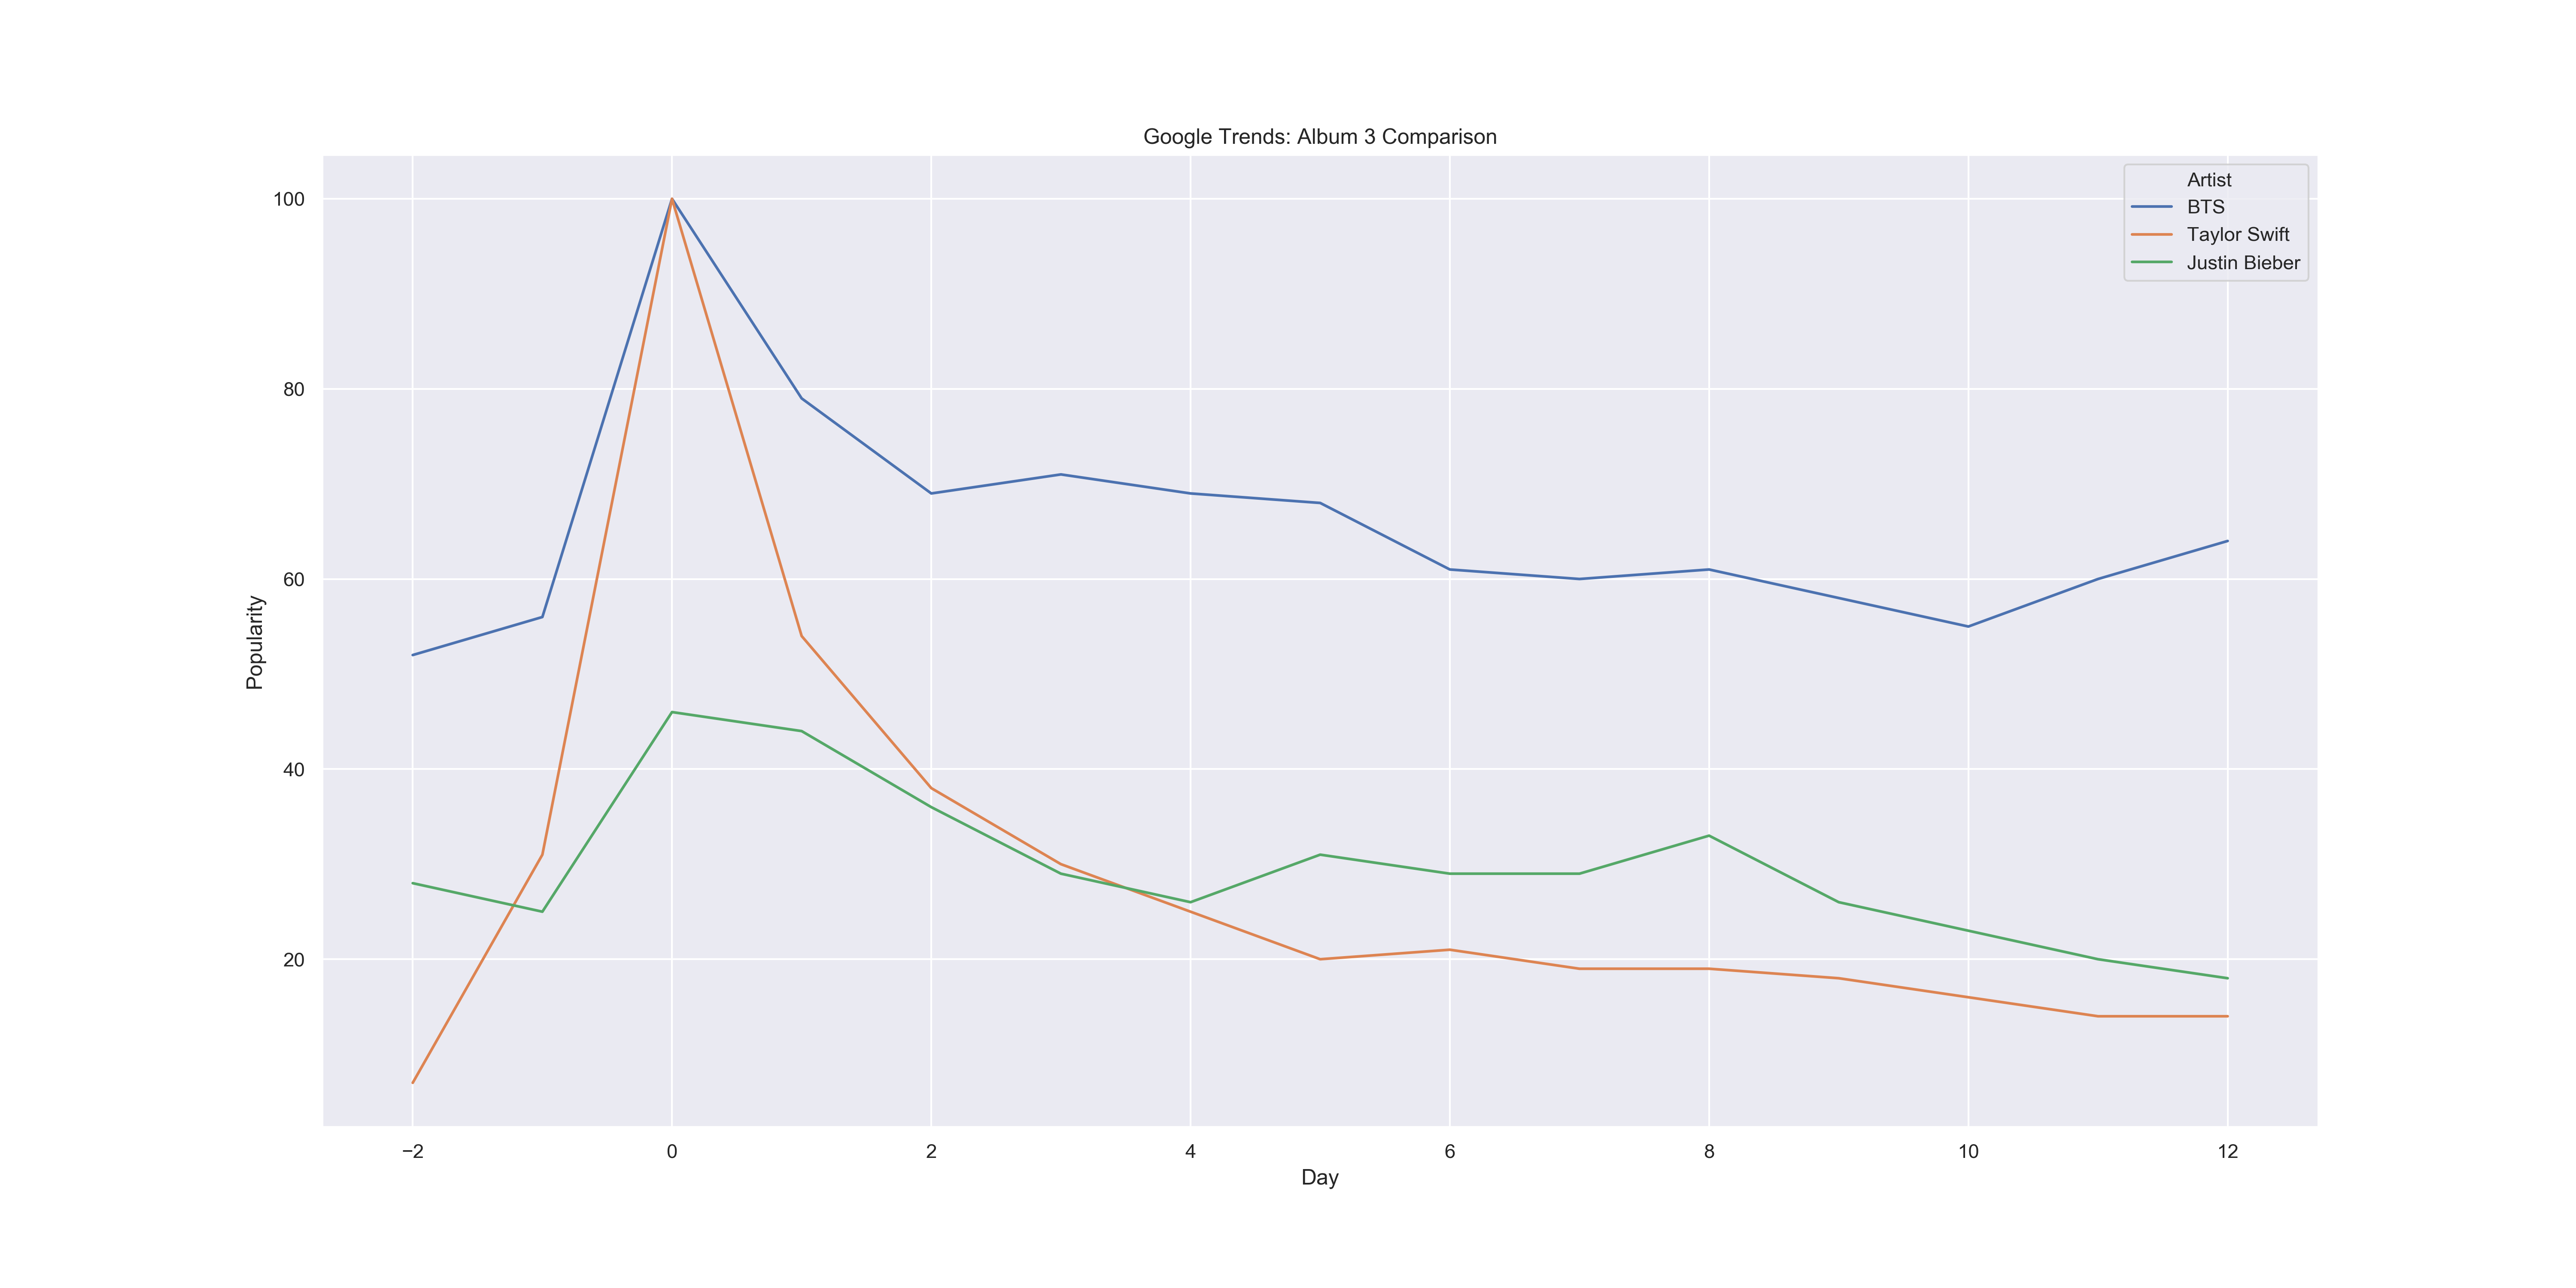 Google Trends: Album 3 Comparison
Artist
BTS
Taylor Swift
Justin Bieber
Popularity
100
80
60
40
20
−2 0 2 4 6 8 10 12
Day